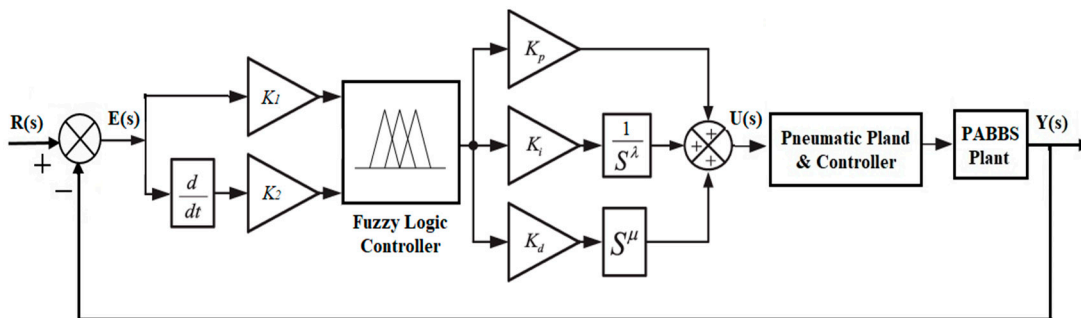 R(s)
+
−
E(s)
d
dt
K1
K2
Fuzzy Logic
Controller
Kp
Ki
Kd
1
S^λ
S^μ
+
+
+
+
U(s)
Pneumatic Pland
& Controller
PABBS
Plant
Y(s)